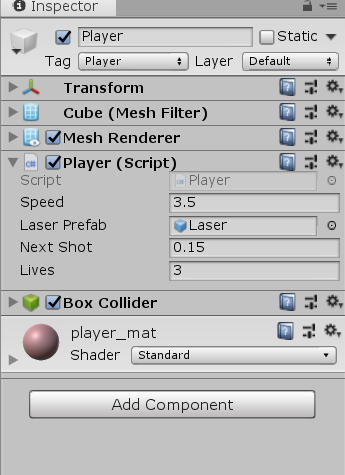 Inspector
Player
Static
Tag Player Layer Default
Transform
Cube (Mesh Filter)
Mesh Renderer
Player (Script)
Script Player
Speed 3.5
Laser Prefab Laser
Next Shot 0.15
Lives 3
Box Collider
player_mat
Shader Standard
Add Component